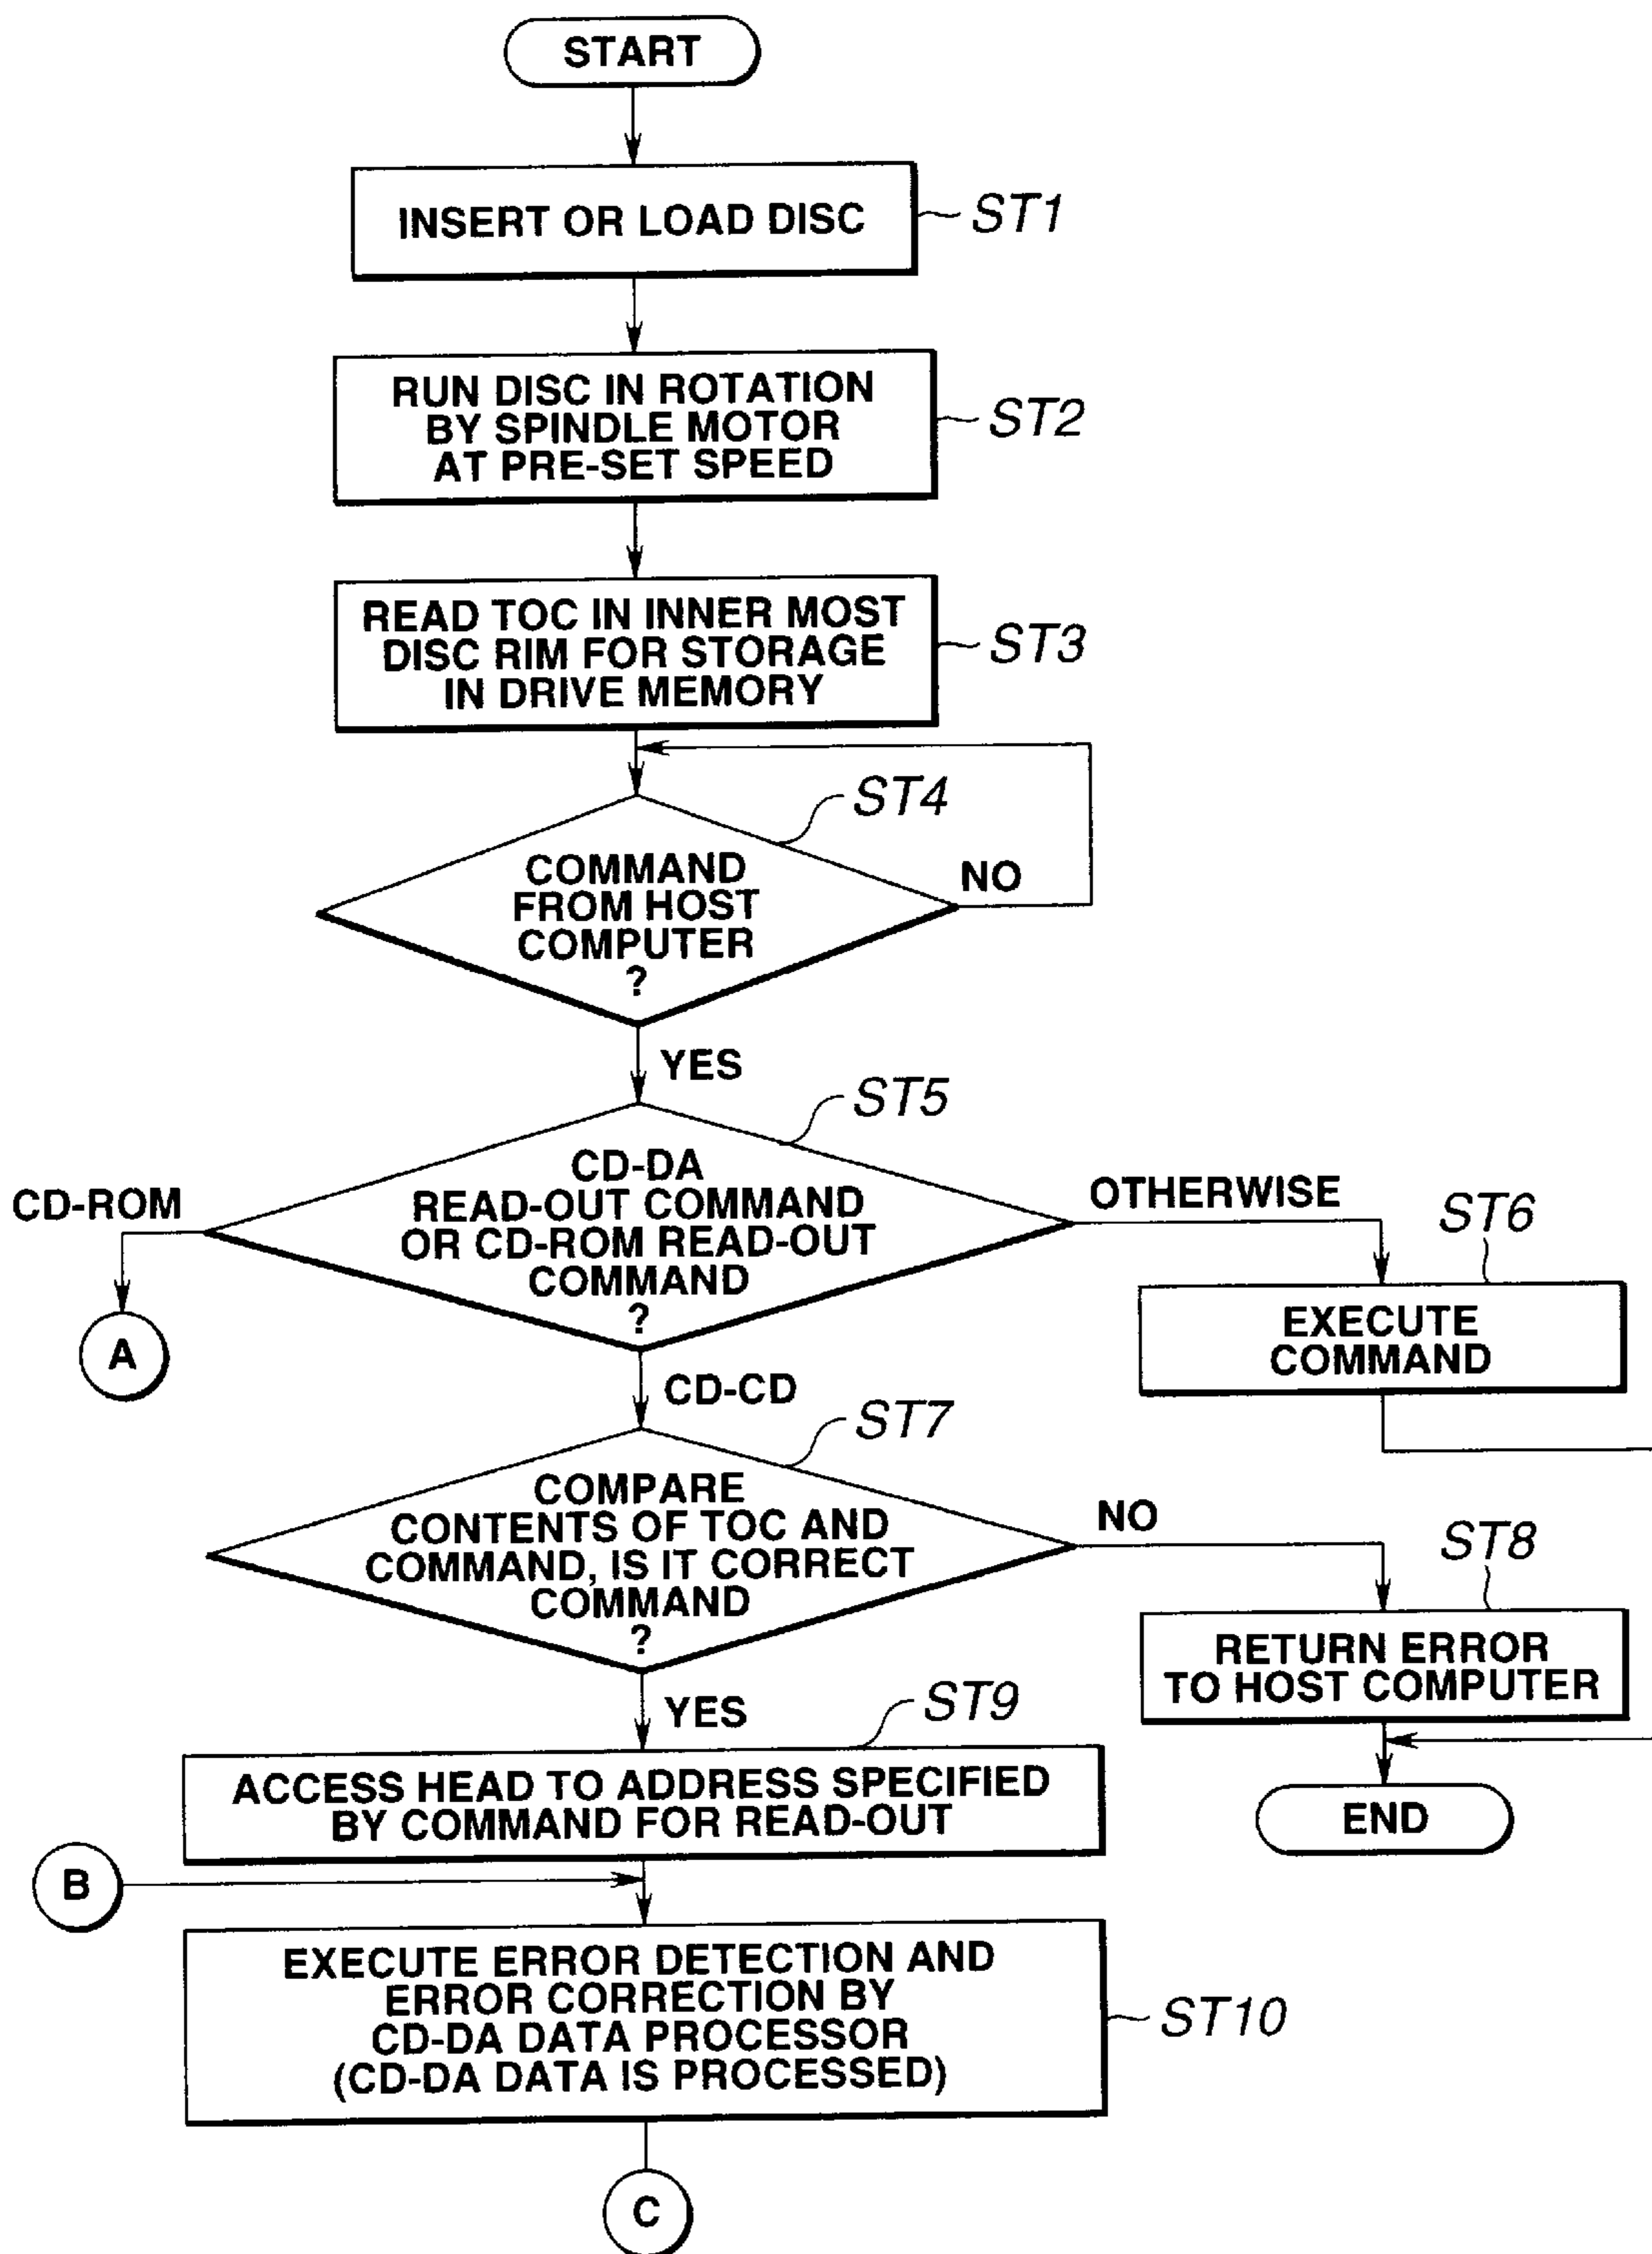 START
INSERT OR LOAD DISC
ST1
RUN DISC IN ROTATION
BY SPINDLE MOTOR
AT PRE-SET SPEED
ST2
READ TOC IN INNER MOST
DISC RIM FOR STORAGE
IN DRIVE MEMORY
ST3
ST4
COMMAND
FROM HOST
COMPUTER
?
NO
YES
ST5
CD-DA
READ-OUT COMMAND
OR CD-ROM READ-OUT
COMMAND
?
CD-ROM
A
OTHERWISE
ST6
EXECUTE
COMMAND
CD-CD
ST7
COMPARE
CONTENTS OF TOC AND
COMMAND, IS IT CORRECT
COMMAND
?
NO
ST8
RETURN ERROR
TO HOST COMPUTER
END
YES
ST9
ACCESS HEAD TO ADDRESS SPECIFIED
BY COMMAND FOR READ-OUT
B
EXECUTE ERROR DETECTION AND
ERROR CORRECTION BY
CD-DA DATA PROCESSOR
(CD-DA DATA IS PROCESSED)
ST10
C